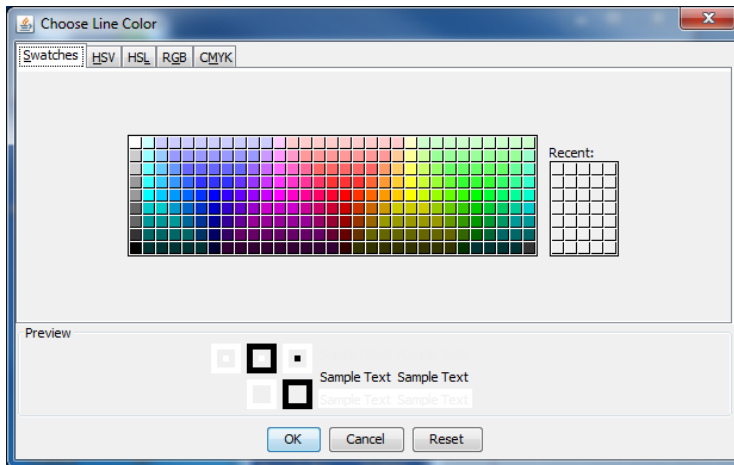 Choose Line Color
Swatches HSV HSL RGB CMYK
Recent:
Preview
Sample Text Sample Text
Sample Text Sample Text
OK Cancel Reset